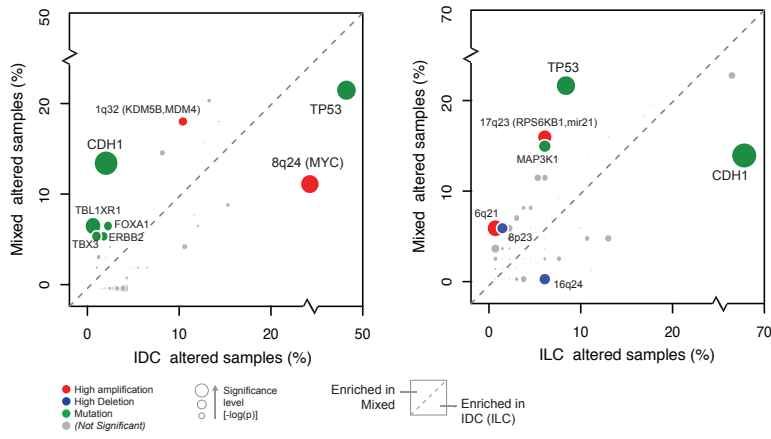 50
20
10
0
Mixed altered samples (%)
1q32 (KDM5B,MDM4)
TP53
CDH1
8q24 (MYC)
TBL1XR1
FOXA1
ERBB2
TBX3
0
10
20
50
IDC altered samples (%)
70
20
10
0
Mixed altered samples (%)
TP53
17q23 (RPS6KB1,mir21)
MAP3K1
CDH1
6q21
8p23
16q24
0
10
20
70
ILC altered samples (%)
High amplification
High Deletion
Mutation
(Not Significant)
Significance
level
[-log(p)]
Enriched in
Mixed
Enriched in
IDC (ILC)